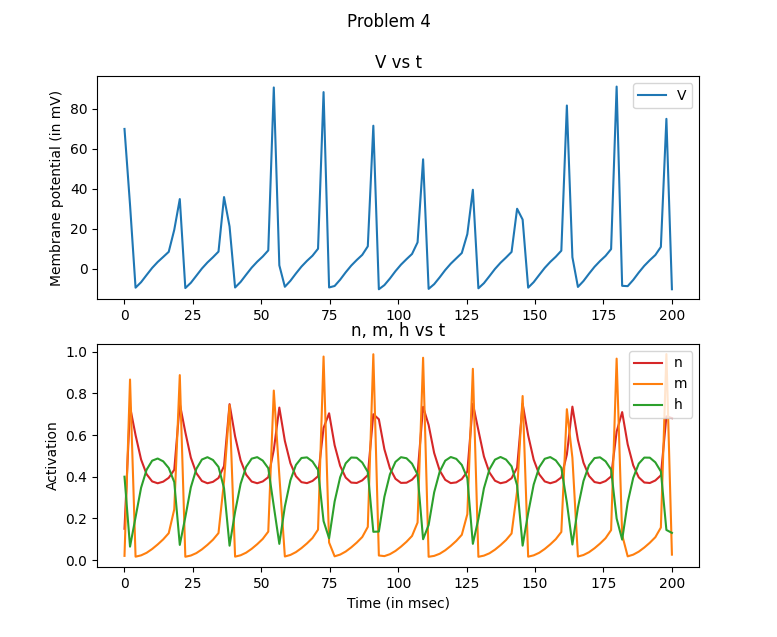 Problem 4
V vs t
Membrane potential (in mV)
80
60
40
20
0
V
0
25
50
75
100
125
150
175
200
n, m, h vs t
Activation
1.0
0.8
0.6
0.4
0.2
0.0
n
m
h
0
25
50
75
100
125
150
175
200
Time (in msec)